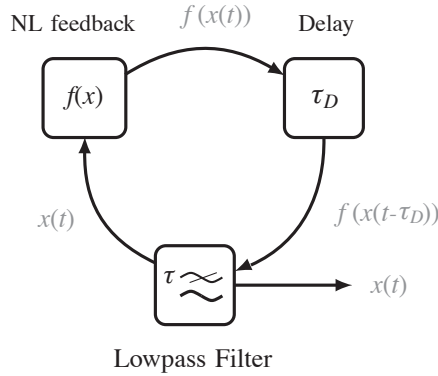 NL feedback
f(x(t))
Delay
f(x)
τ_D
x(t)
f(x(t-τ_D))
τ
x(t)
Lowpass Filter